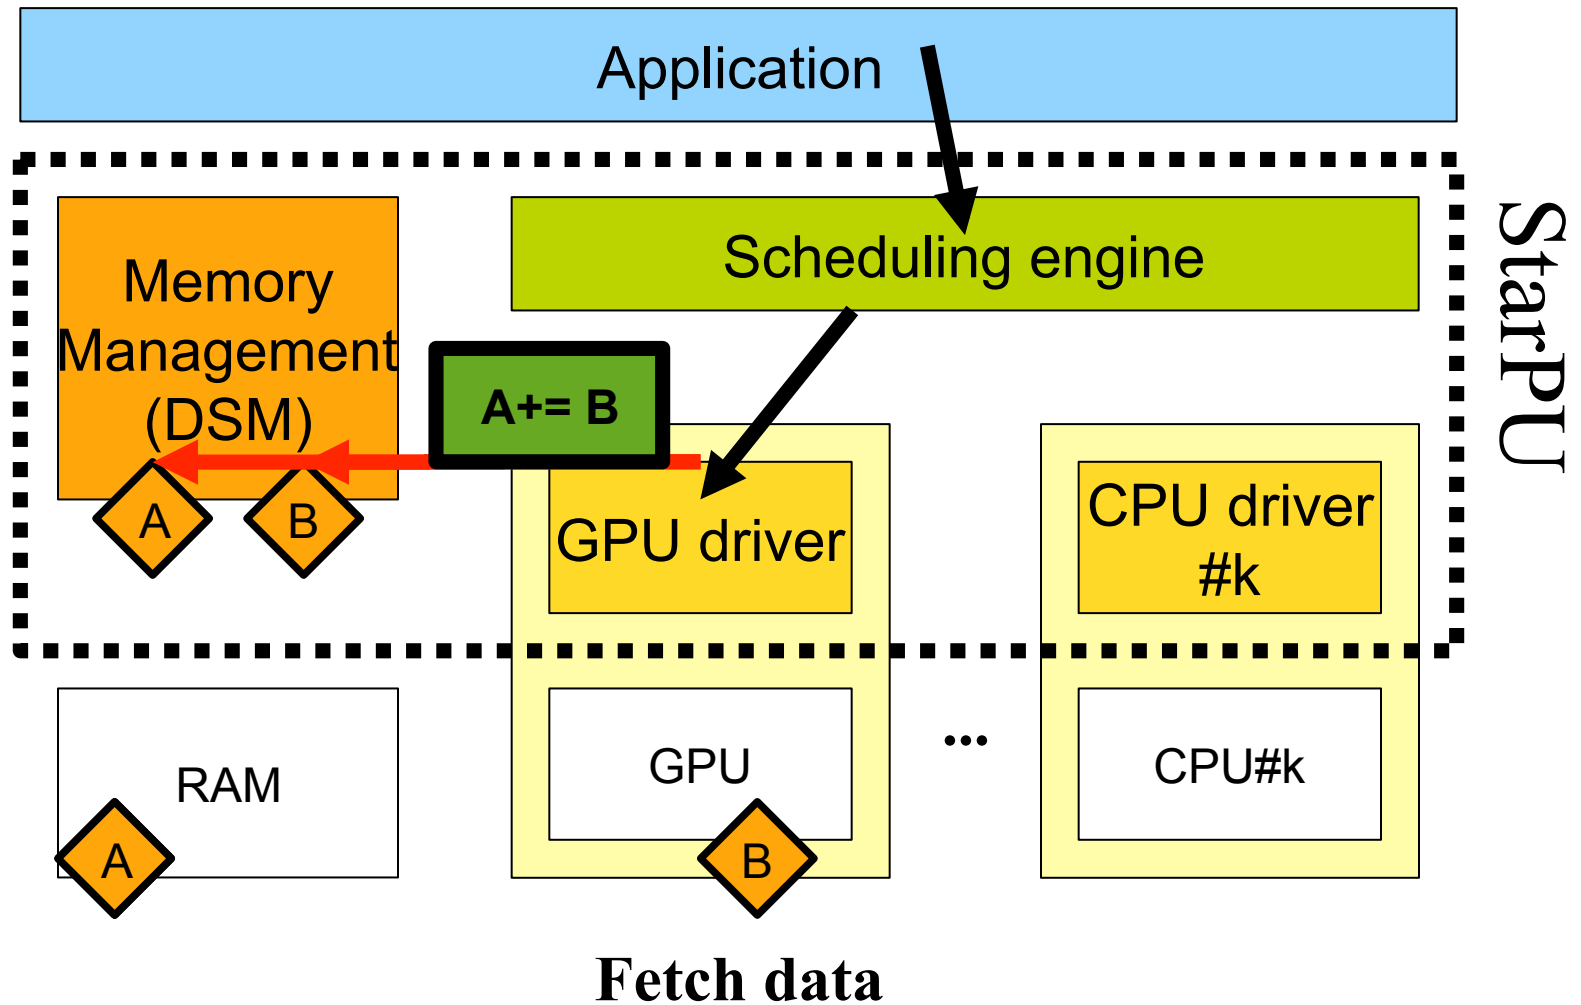 Application
StarPU
Scheduling engine
Memory
Management
(DSM)
A+= B
A
B
GPU driver
CPU driver
#k
RAM
GPU
...
CPU#k
A
B
Fetch data